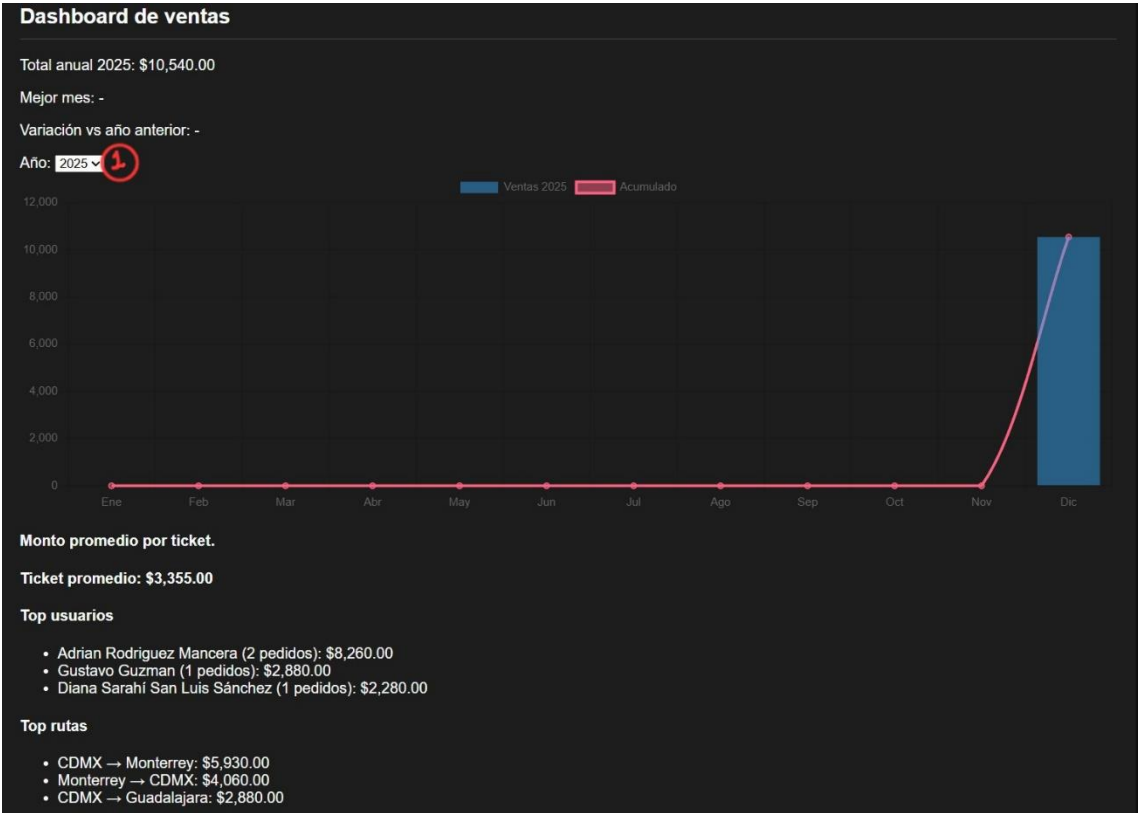 Dashboard de ventas
Total anual 2025: $10,540.00
Mejor mes: -
Variación vs año anterior: -
Año: 2025 1
Ventas 2025 Acumulado
12,000
10,000
8,000
6,000
4,000
2,000
0
Ene Feb Mar Abr May Jun Jul Ago Sep Oct Nov Dic
Monto promedio por ticket.
Ticket promedio: $3,355.00
Top usuarios
• Adrian Rodriguez Mancera (2 pedidos): $8,260.00
• Gustavo Guzman (1 pedidos): $2,880.00
• Diana Sarahí San Luis Sánchez (1 pedidos): $2,280.00
Top rutas
• CDMX → Monterrey: $5,930.00
• Monterrey → CDMX: $4,060.00
• CDMX → Guadalajara: $2,880.00